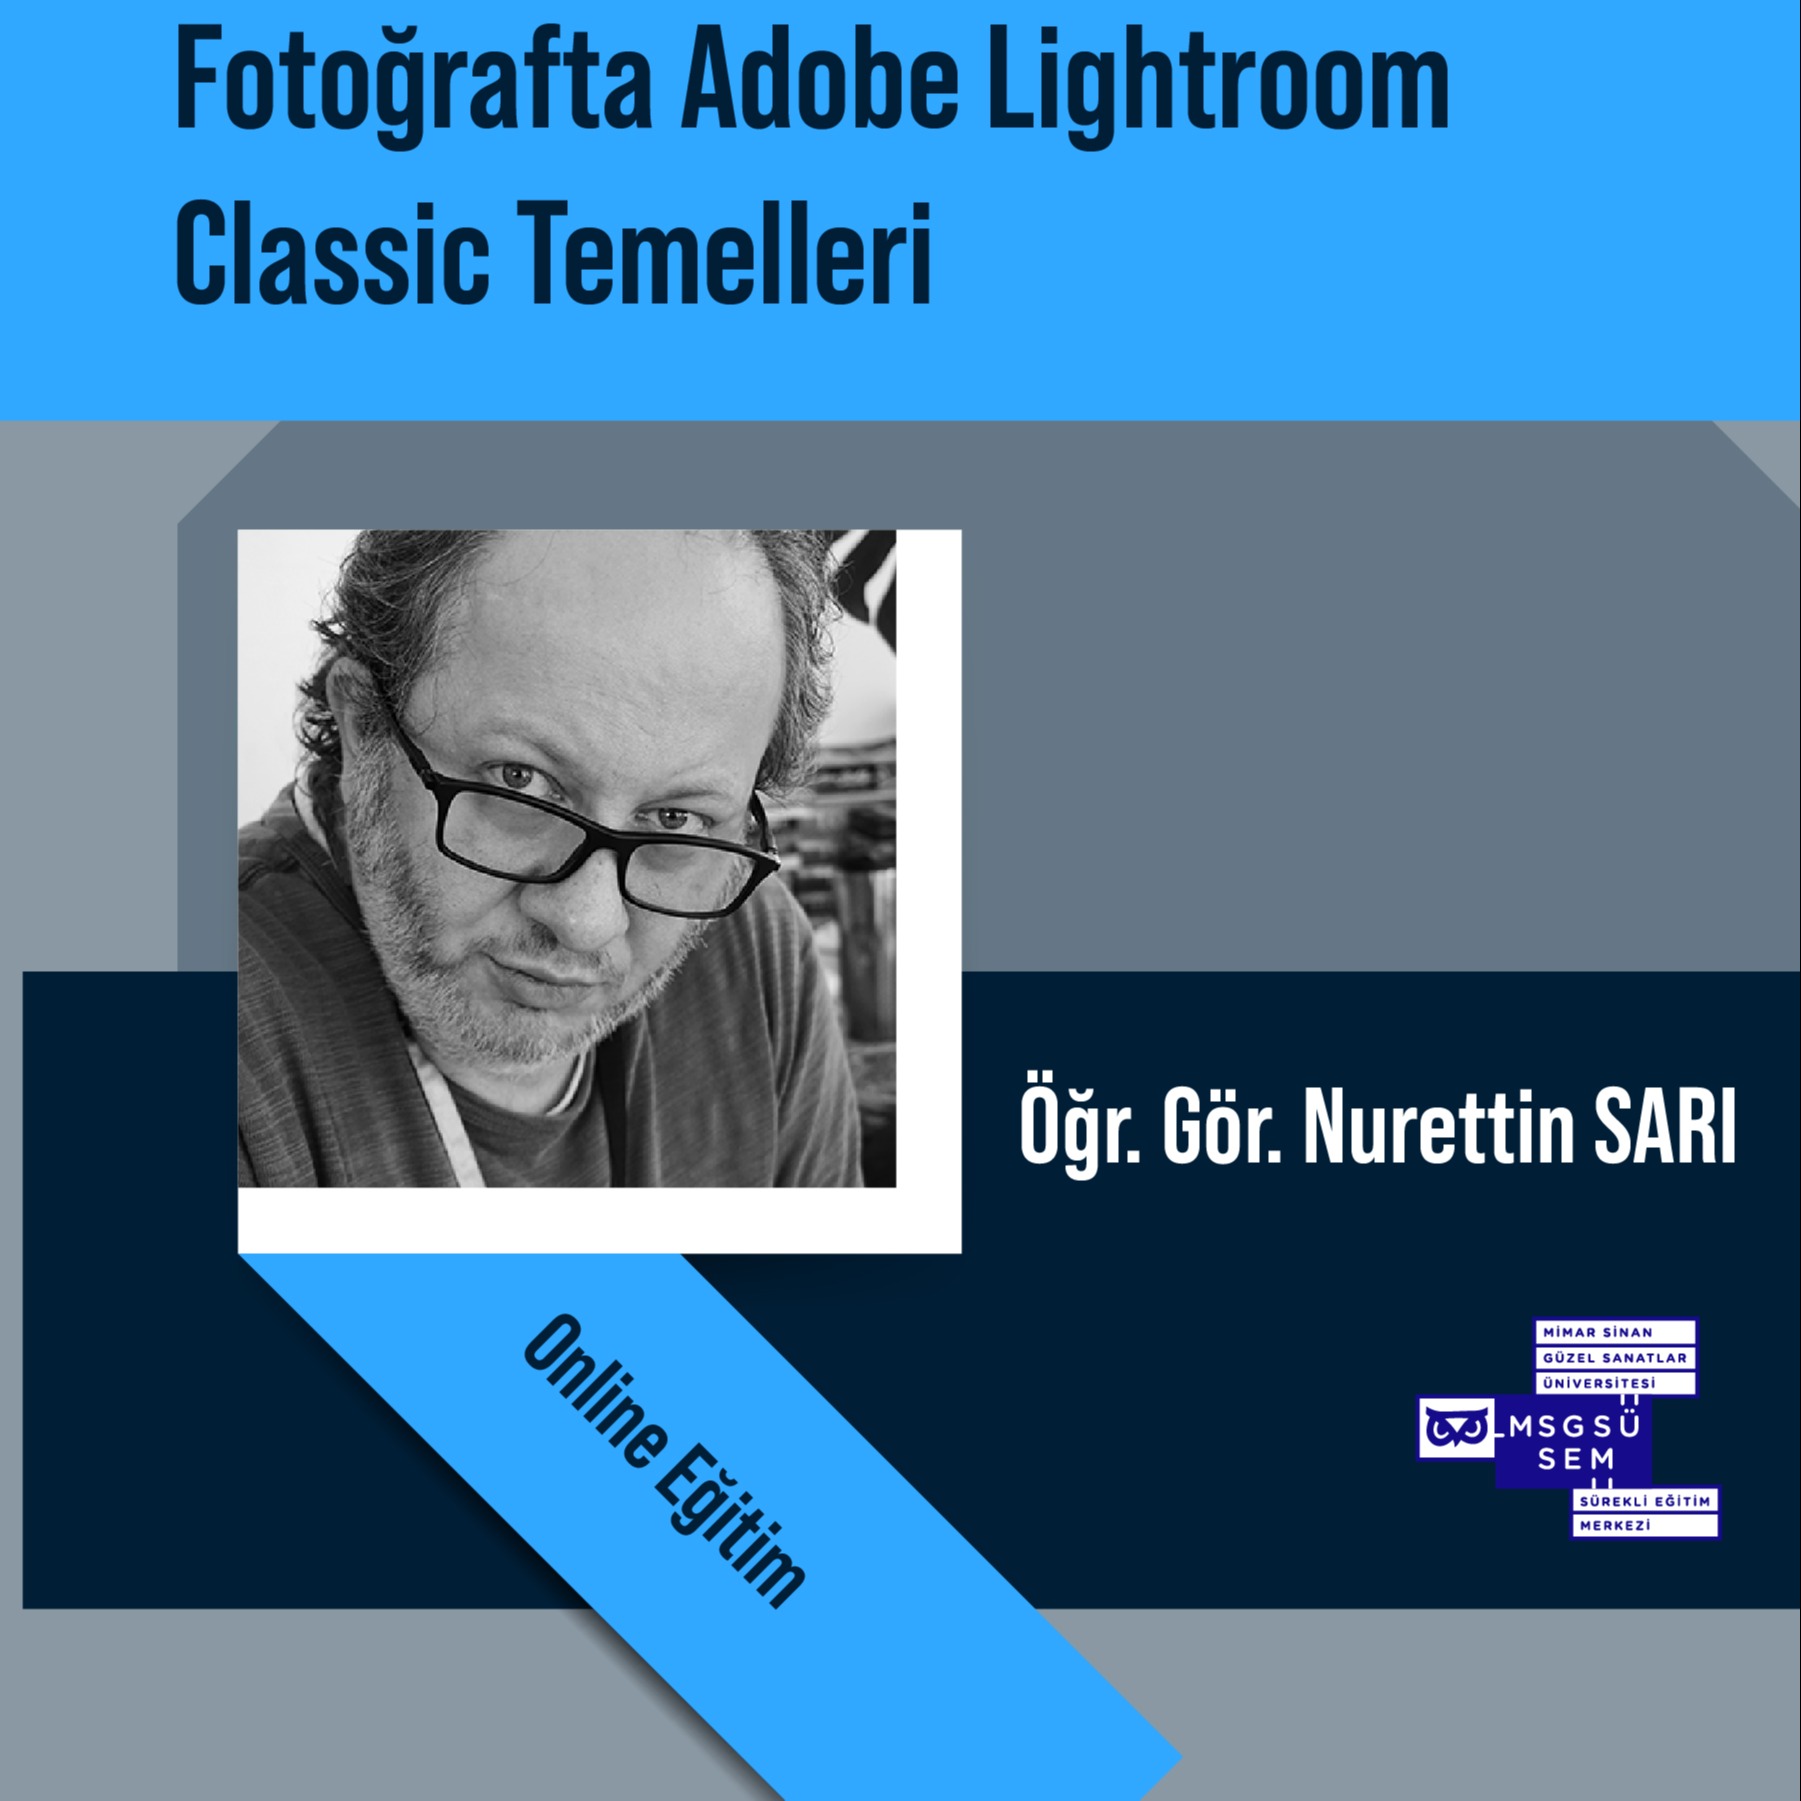 Fotoğrafta Adobe Lightroom
Classic Temelleri
Öğr. Gör. Nurettin SARI
Online Eğitim
MİMAR SİNAN
GÜZEL SANATLAR
ÜNİVERSİTESİ
MSGSÜ
SEM
SÜREKLİ EĞİTİM
MERKEZİ